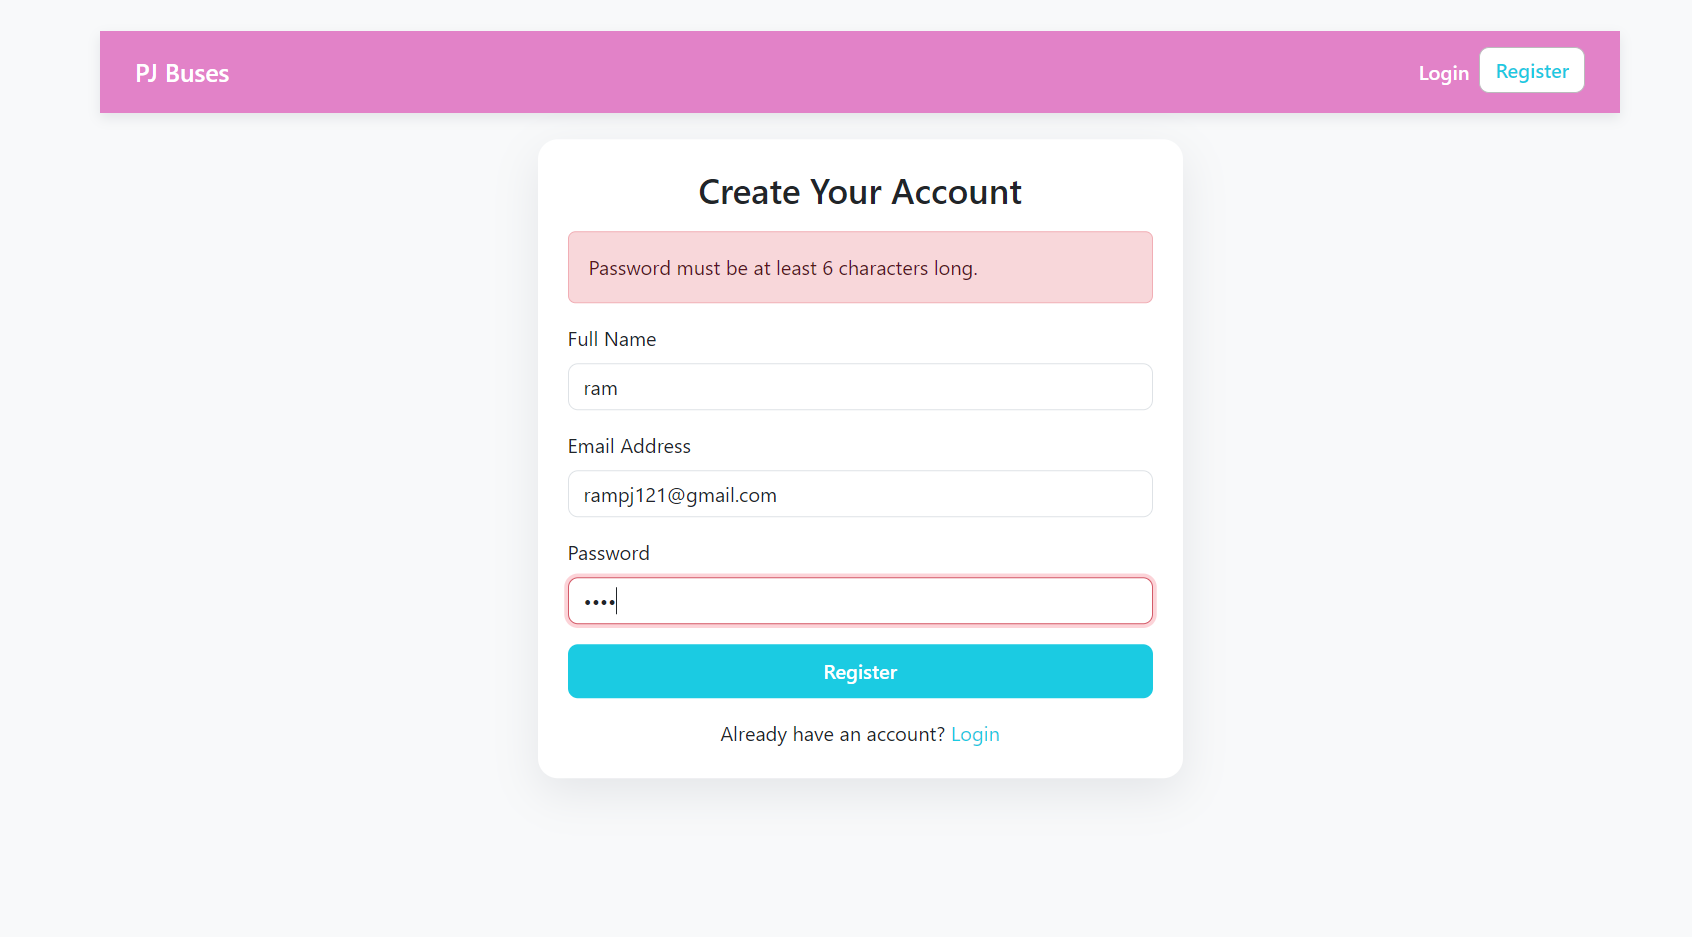 PJ Buses
Login
Register
Create Your Account
Password must be at least 6 characters long.
Full Name
ram
Email Address
rampj121@gmail.com
Password
••••
Register
Already have an account? Login